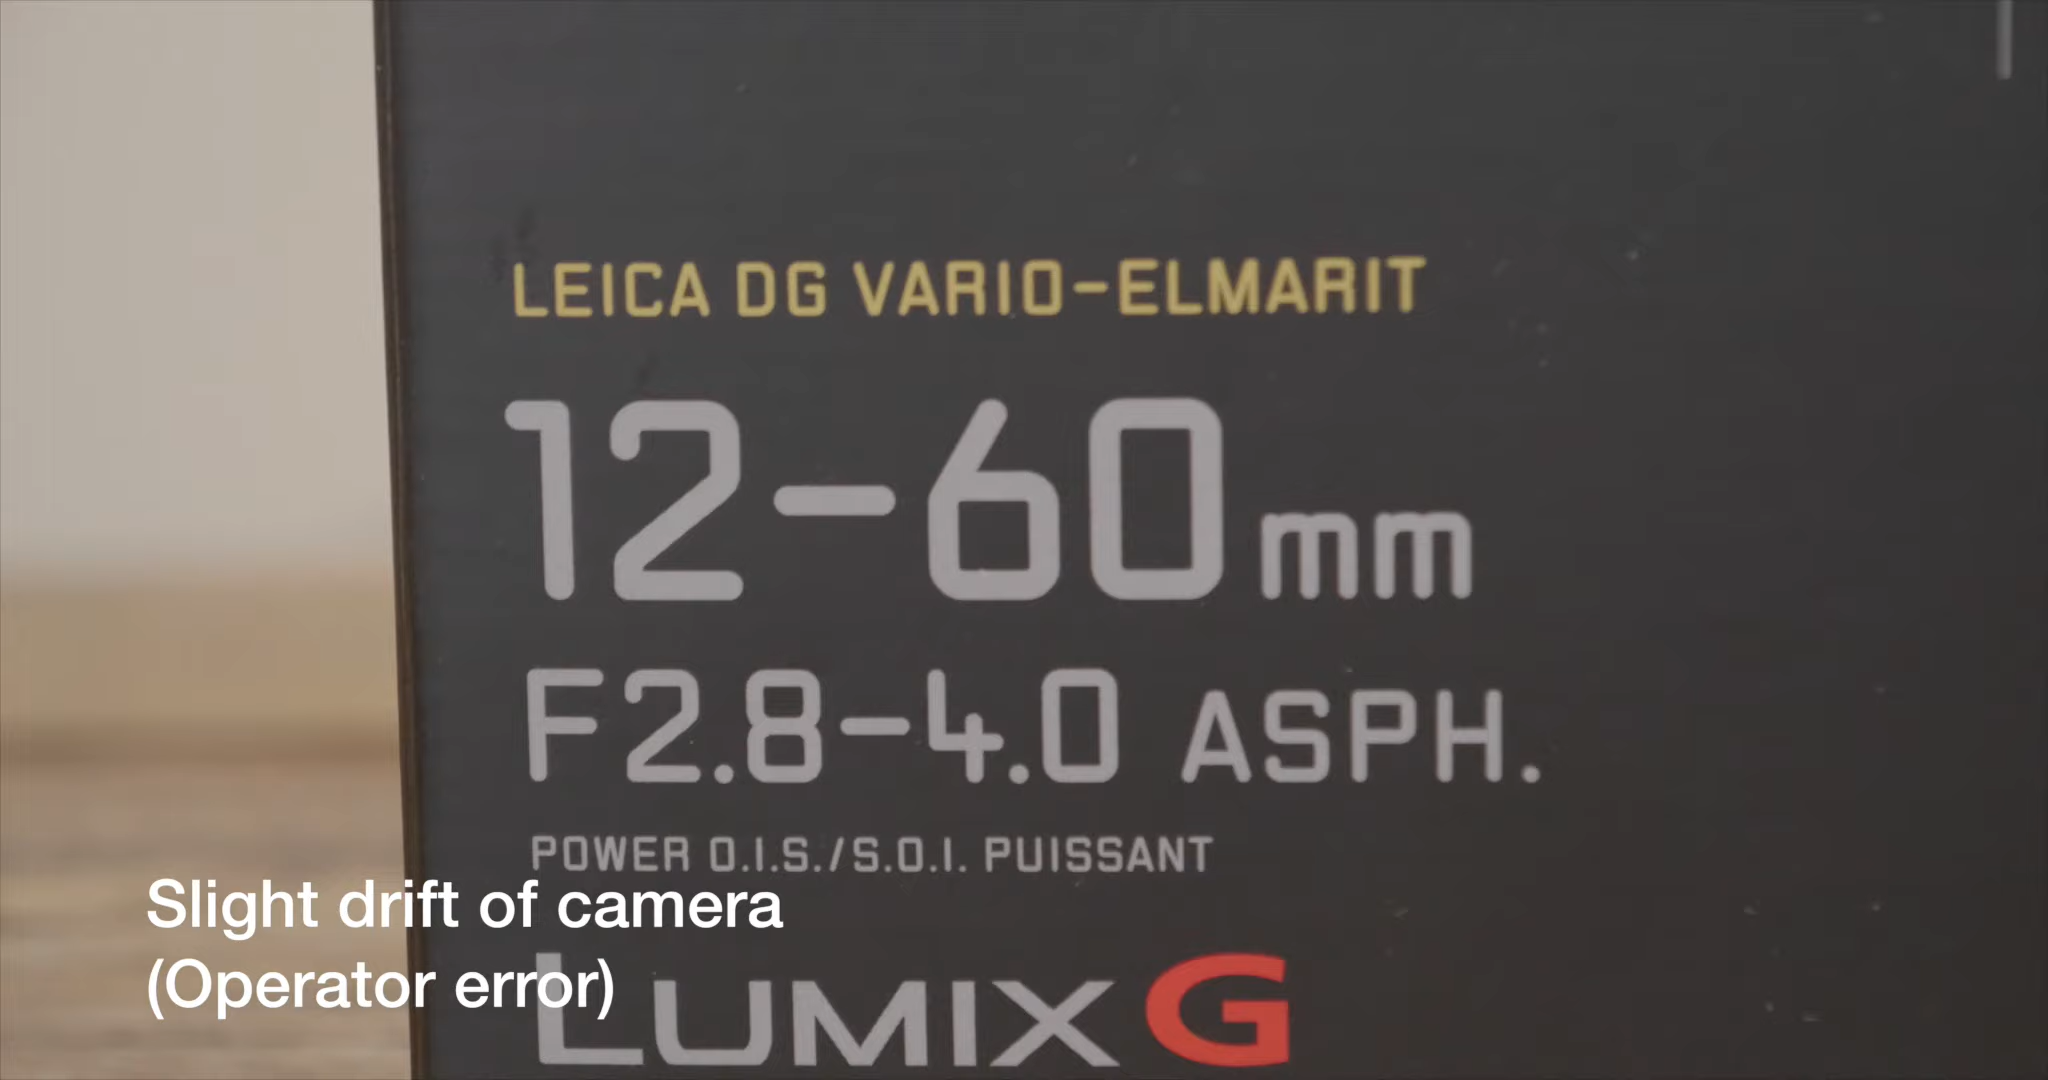 LEICA DG VARIO-ELMARIT
12-60mm
F2.8-4.0 ASPH.
POWER O.I.S./S.O.I. PUISSANT
Slight drift of camera
(Operator error)
LUMIX G